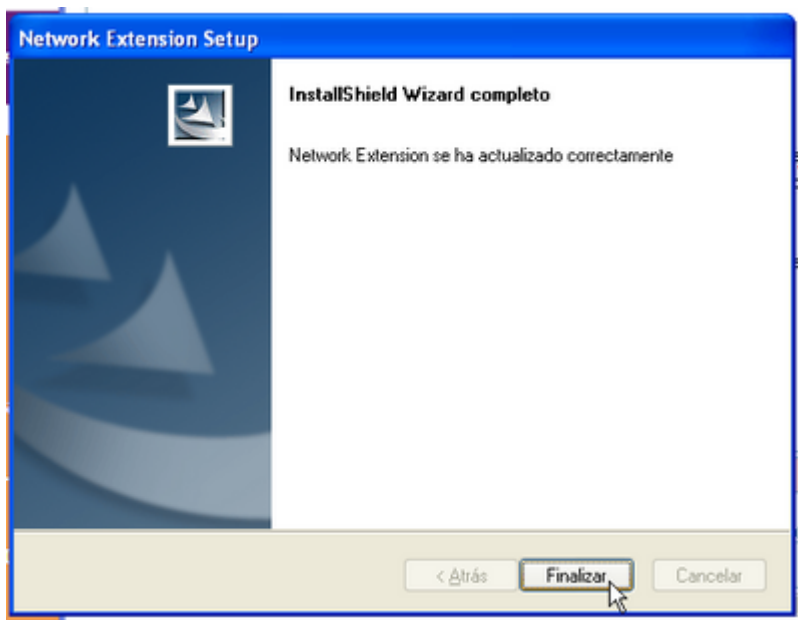 Network Extension Setup
InstallShield Wizard completo
Network Extension se ha actualizado correctamente
< Atrás
Finalizar
Cancelar